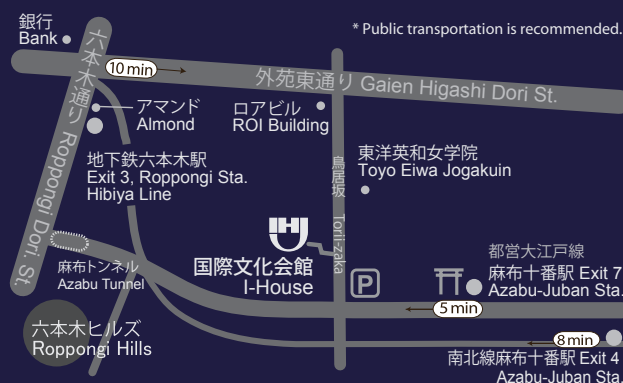 銀行
Bank
* Public transportation is recommended.
六本木通り Roppongi Dori. St
10 min
外苑東通り Gaien Higashi Dori St.
アマンド
Almond
ロアビル
ROI Building
地下鉄六本木駅
Exit 3, Roppongi Sta.
Hibiya Line
鳥居坂 Torii-zaka
東洋英和女学院
Toyo Eiwa Jogakuin
IHJ
国際文化会館
I-House
麻布トンネル
Azabu Tunnel
P
都営大江戸線
麻布十番駅 Exit 7
Azabu-Juban Sta.
5 min
六本木ヒルズ
Roppongi Hills
8 min
南北線麻布十番駅 Exit 4
Azabu-Juban Sta.